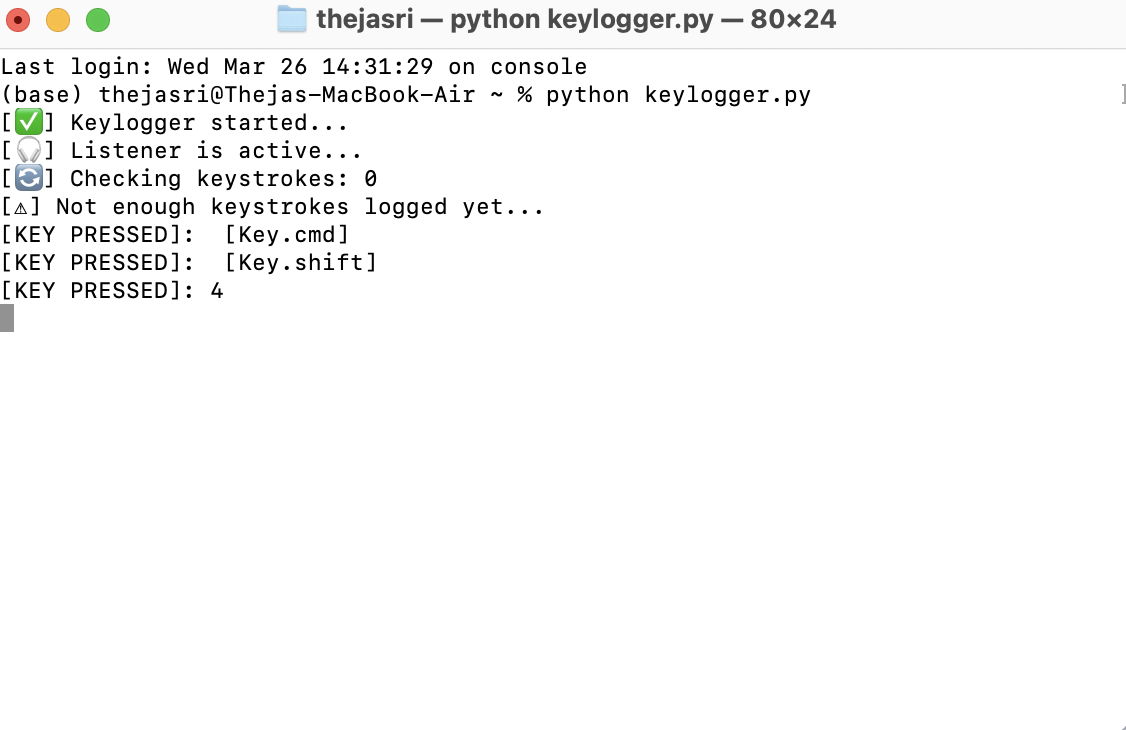 thejasri — python keylogger.py — 80×24
Last login: Wed Mar 26 14:31:29 on console
(base) thejasri@Thejas-MacBook-Air ~ % python keylogger.py
[✅] Keylogger started...
[🎧] Listener is active...
[🔄] Checking keystrokes: 0
[⚠] Not enough keystrokes logged yet...
[KEY PRESSED]:  [Key.cmd]
[KEY PRESSED]:  [Key.shift]
[KEY PRESSED]: 4